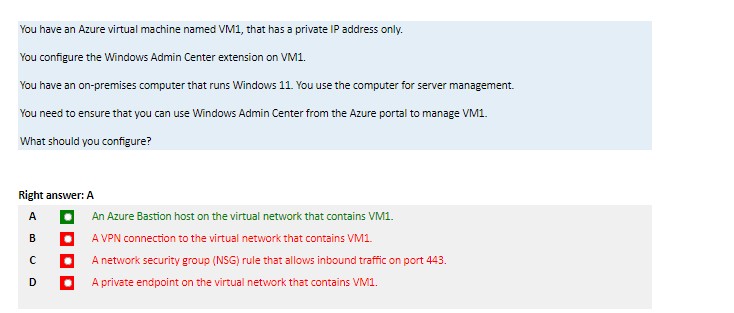 You have an Azure virtual machine named VM1, that has a private IP address only.
You configure the Windows Admin Center extension on VM1.
You have an on-premises computer that runs Windows 11. You use the computer for server management.
You need to ensure that you can use Windows Admin Center from the Azure portal to manage VM1.
What should you configure?
Right answer: A
A An Azure Bastion host on the virtual network that contains VM1.
B A VPN connection to the virtual network that contains VM1.
C A network security group (NSG) rule that allows inbound traffic on port 443.
D A private endpoint on the virtual network that contains VM1.